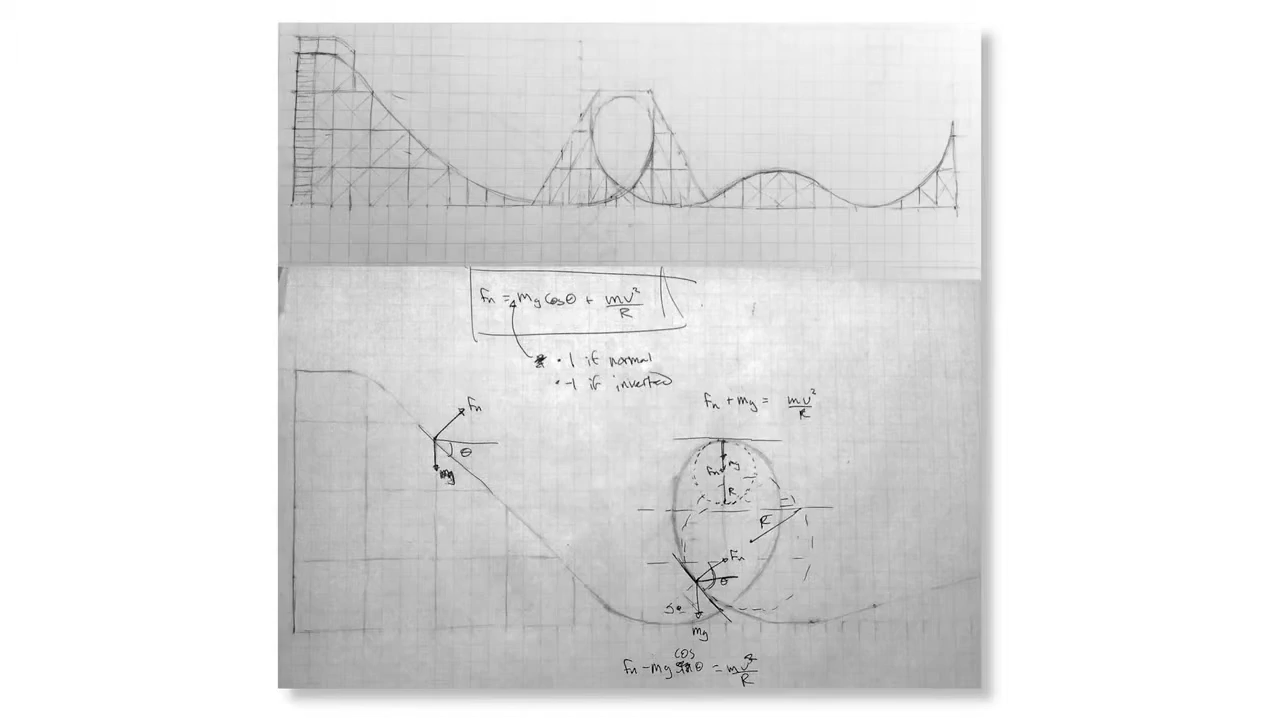 Fn = mg cosθ + mv²/R
• 1 if normal
• -1 if inverted
Fn + mg = mv²/R
Fn
θ
mg
Fn mg
R
R
Fn
θ
mg
cos
Fn - mg θ = mv²/R